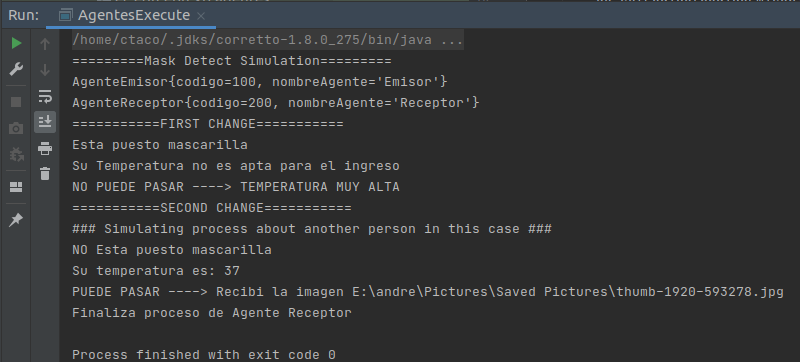 Run: AgentesExecute ×
/home/ctaco/.jdks/corretto-1.8.0_275/bin/java ...
=========Mask Detect Simulation=========
AgenteEmisor{codigo=100, nombreAgente='Emisor'}
AgenteReceptor{codigo=200, nombreAgente='Receptor'}
===========FIRST CHANGE===========
Esta puesto mascarilla
Su Temperatura no es apta para el ingreso
NO PUEDE PASAR ----> TEMPERATURA MUY ALTA
===========SECOND CHANGE===========
### Simulating process about another person in this case ###
NO Esta puesto mascarilla
Su temperatura es: 37
PUEDE PASAR ----> Recibi la imagen E:\andre\Pictures\Saved Pictures\thumb-1920-593278.jpg
Finaliza proceso de Agente Receptor
Process finished with exit code 0